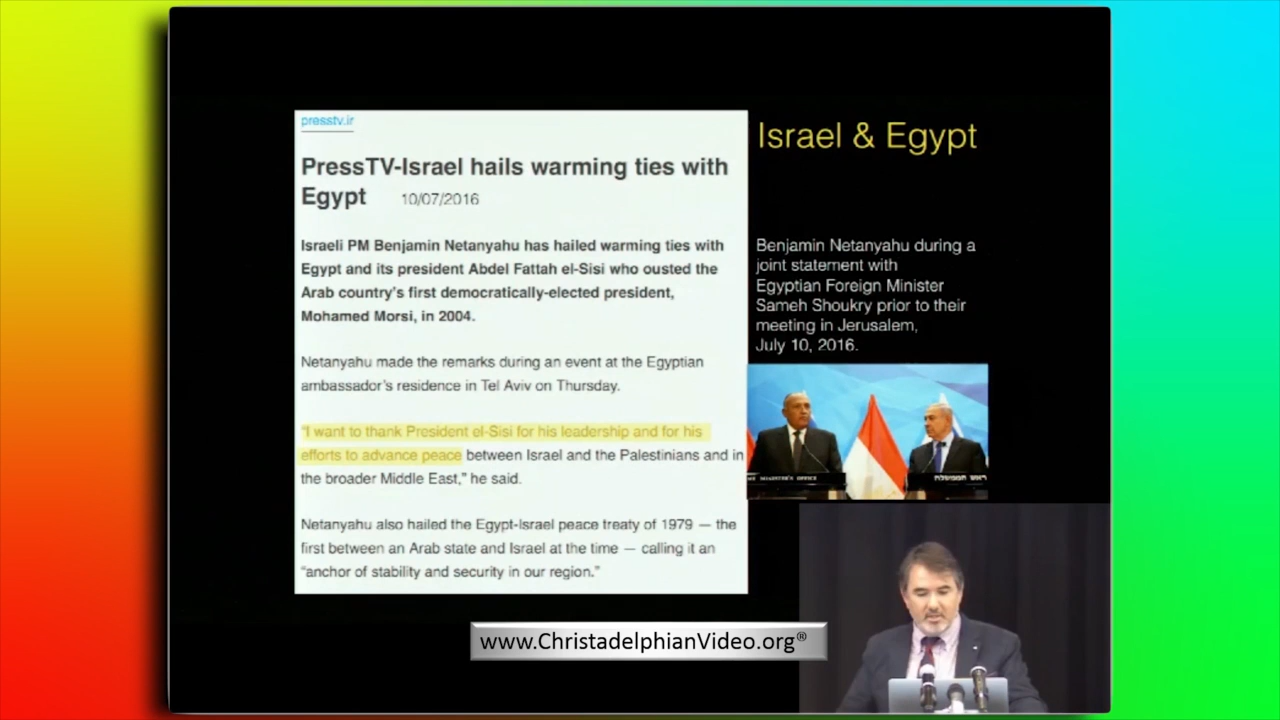 presstv.ir
PressTV-Israel hails warming ties with
Egypt 10/07/2016
Israeli PM Benjamin Netanyahu has hailed warming ties with
Egypt and its president Abdel Fattah el-Sisi who ousted the
Arab country's first democratically-elected president,
Mohamed Morsi, in 2004.
Netanyahu made the remarks during an event at the Egyptian
ambassador's residence in Tel Aviv on Thursday.
"I want to thank President el-Sisi for his leadership and for his
efforts to advance peace between Israel and the Palestinians and in
the broader Middle East," he said.
Netanyahu also hailed the Egypt-Israel peace treaty of 1979 — the
first between an Arab state and Israel at the time — calling it an
"anchor of stability and security in our region."
Israel & Egypt
Benjamin Netanyahu during a
joint statement with
Egyptian Foreign Minister
Sameh Shoukry prior to their
meeting in Jerusalem,
July 10, 2016.
MINISTER'S OFFICE
ראש הממשלה
www.ChristadelphianVideo.org®